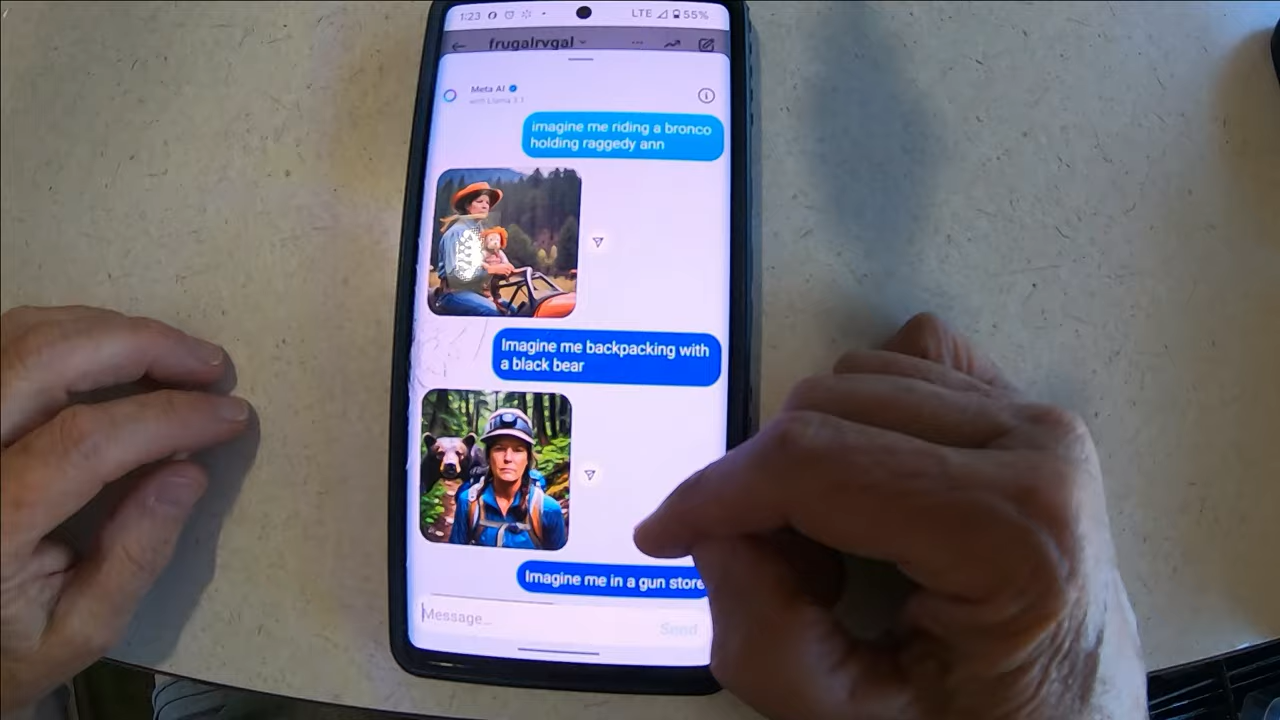 1:23
LTE 55%
frugalrvgal
Meta AI
with Llama 3.1
imagine me riding a bronco
holding raggedy ann
Imagine me backpacking with
a black bear
Imagine me in a gun store
Message...
Send